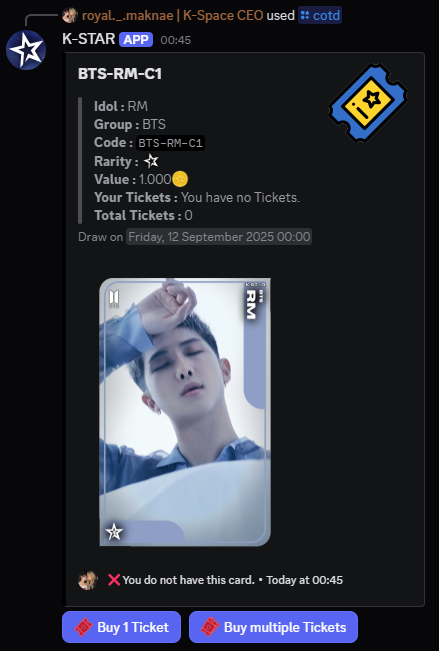 royal._.maknae | K-Space CEO used cotd
K-STAR APP 00:45
BTS-RM-C1
Idol : RM
Group : BTS
Code : BTS-RM-C1
Rarity :
Value : 1.000
Your Tickets : You have no Tickets.
Total Tickets : 0
Draw on Friday, 12 September 2025 00:00
K-STAR
BTS
RM
❌You do not have this card. • Today at 00:45
Buy 1 Ticket
Buy multiple Tickets